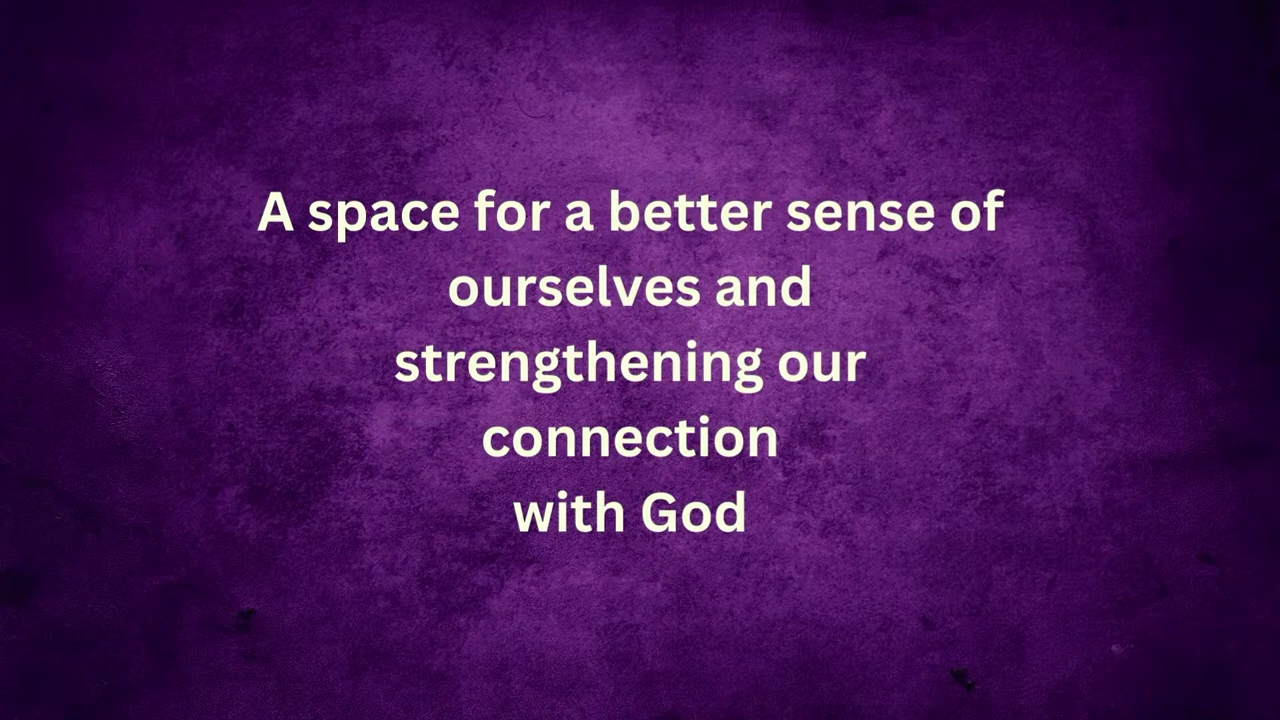 A space for a better sense of
ourselves and
strengthening our
connection
with God